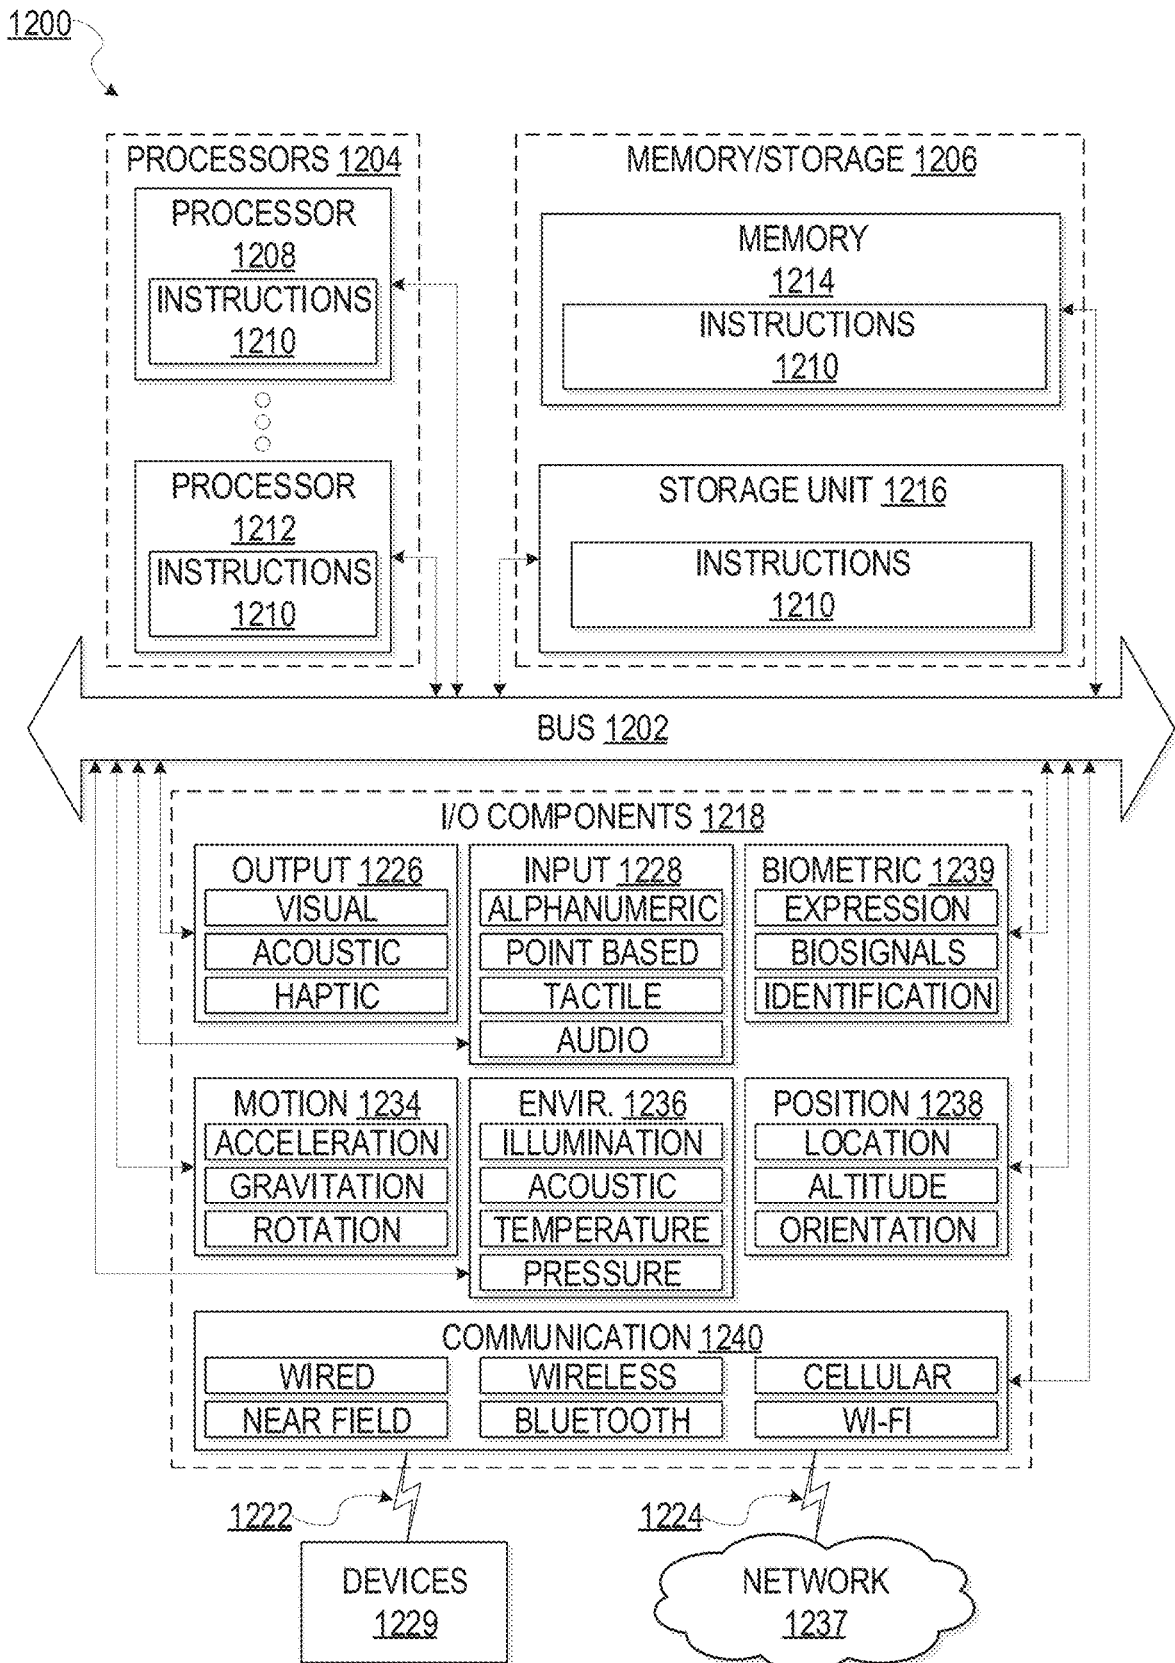 1200
PROCESSORS 1204
PROCESSOR
1208
INSTRUCTIONS
1210
PROCESSOR
1212
INSTRUCTIONS
1210
MEMORY/STORAGE 1206
MEMORY
1214
INSTRUCTIONS
1210
STORAGE UNIT 1216
INSTRUCTIONS
1210
BUS 1202
I/O COMPONENTS 1218
OUTPUT 1226
VISUAL
ACOUSTIC
HAPTIC
INPUT 1228
ALPHANUMERIC
POINT BASED
TACTILE
AUDIO
BIOMETRIC 1239
EXPRESSION
BIOSIGNALS
IDENTIFICATION
MOTION 1234
ACCELERATION
GRAVITATION
ROTATION
ENVIR. 1236
ILLUMINATION
ACOUSTIC
TEMPERATURE
PRESSURE
POSITION 1238
LOCATION
ALTITUDE
ORIENTATION
COMMUNICATION 1240
WIRED
WIRELESS
CELLULAR
NEAR FIELD
BLUETOOTH
WI-FI
1222
1224
DEVICES
1229
NETWORK
1237